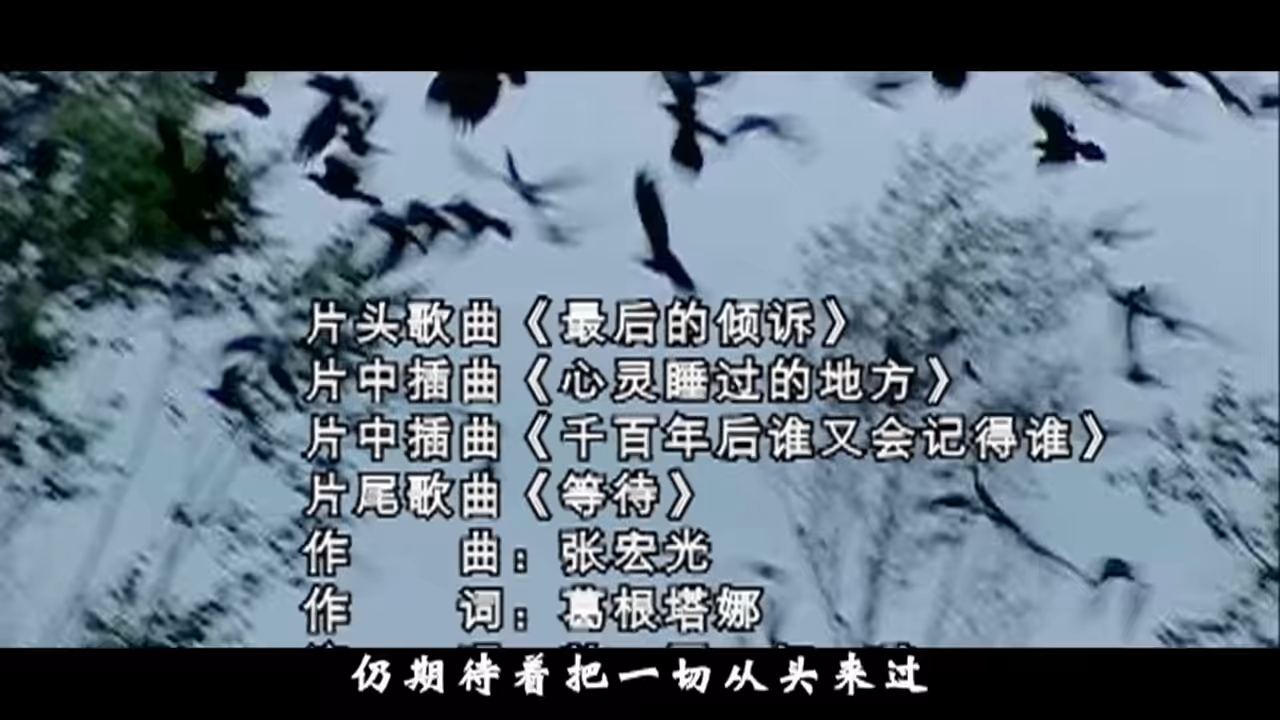 片头歌曲《最后的倾诉》
片中插曲《心灵睡过的地方》
片中插曲《千百年后谁又会记得谁》
片尾歌曲《等待》
作 曲：张宏光
作 词：葛根塔娜
仍期待着把一切从头来过